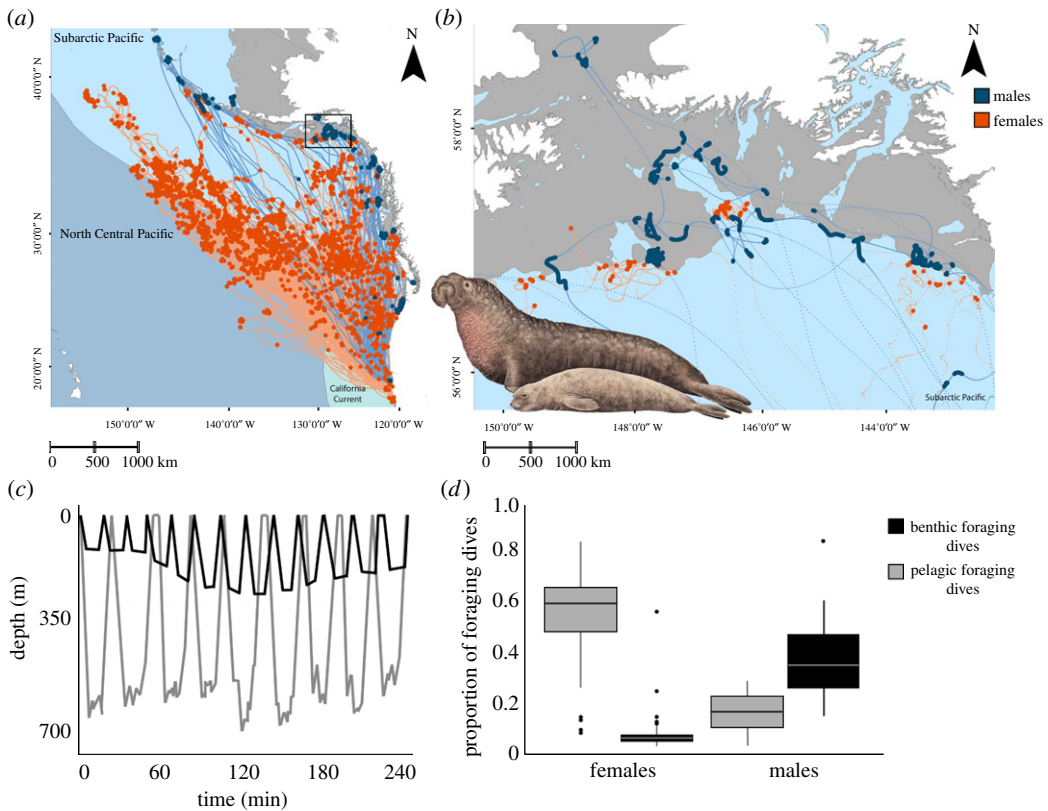 (a)
Subarctic Pacific
N
40°0'0" N
North Central Pacific
30°0'0" N
20°0'0" N
California
Current
150°0'0" W
140°0'0" W
130°0'0" W
120°0'0" W
0
500
1000 km
(b)
N
males
females
58°0'0" N
56°0'0" N
Subarctic Pacific
150°0'0" W
148°0'0" W
146°0'0" W
144°0'0" W
0
500
1000 km
(c)
0
350
700
depth (m)
0
60
120
180
240
time (min)
(d)
1.0
0.8
0.6
0.4
0.2
0
proportion of foraging dives
females
males
benthic foraging
dives
pelagic foraging
dives